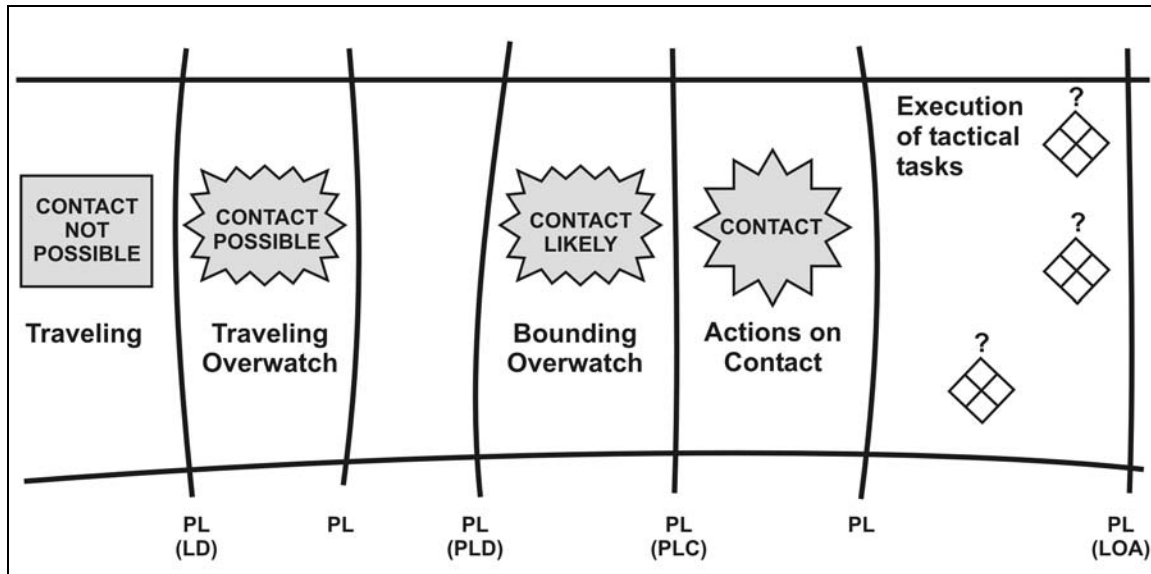 CONTACT
NOT
POSSIBLE
Traveling
CONTACT
POSSIBLE
Traveling
Overwatch
CONTACT
LIKELY
Bounding
Overwatch
CONTACT
Actions on
Contact
Execution
of tactical
tasks
?
?
?
PL
(LD)
PL
PL
(PLD)
PL
(PLC)
PL
PL
(LOA)